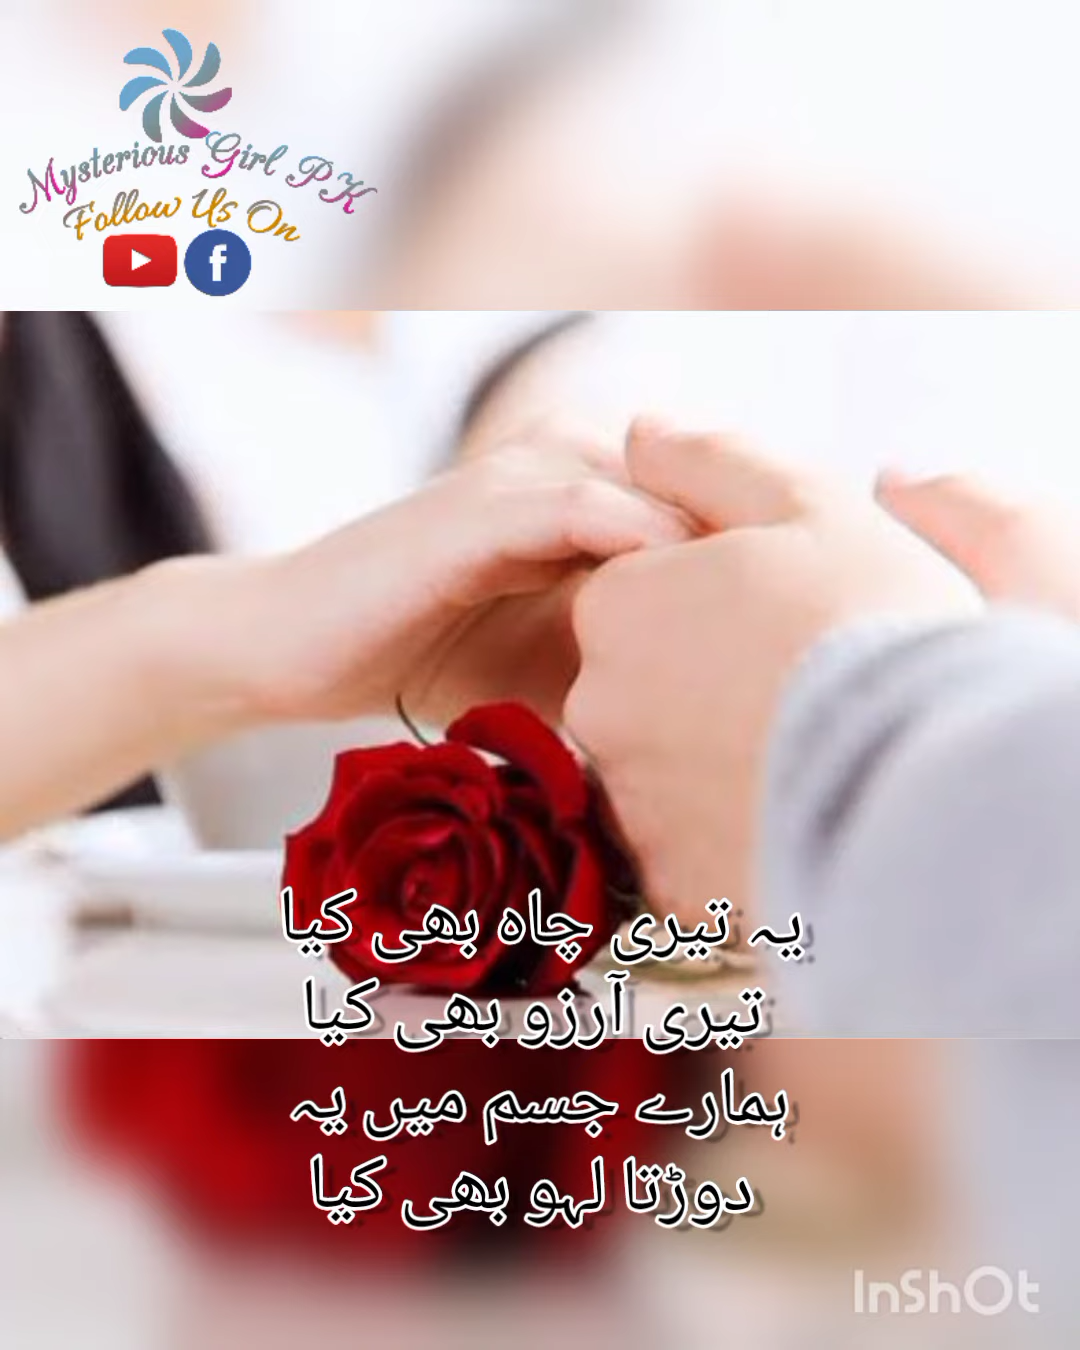 Mysterious Girl PK
Follow Us On
یہ تیری چاہ بھی کیا
تیری آرزو بھی کیا
ہمارے جسم میں یہ
دوڑتا لہو بھی کیا
InShOt